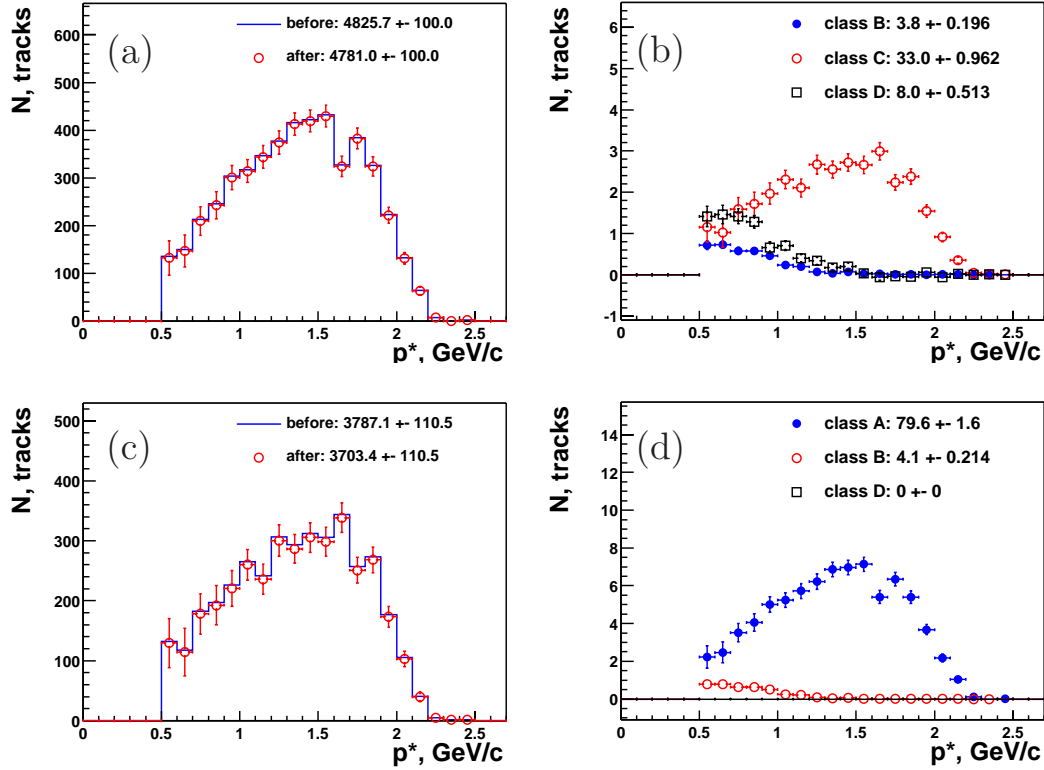 (a)
N, tracks
before: 4825.7 +- 100.0
after: 4781.0 +- 100.0
600
500
400
300
200
100
0
0 0.5 1 1.5 2 2.5
p*, GeV/c
(b)
N, tracks
class B: 3.8 +- 0.196
class C: 33.0 +- 0.962
class D: 8.0 +- 0.513
6
5
4
3
2
1
0
-1
0 0.5 1 1.5 2 2.5
p*, GeV/c
(c)
N, tracks
before: 3787.1 +- 110.5
after: 3703.4 +- 110.5
500
400
300
200
100
0
0 0.5 1 1.5 2 2.5
p*, GeV/c
(d)
N, tracks
class A: 79.6 +- 1.6
class B: 4.1 +- 0.214
class D: 0 +- 0
14
12
10
8
6
4
2
0
0 0.5 1 1.5 2 2.5
p*, GeV/c